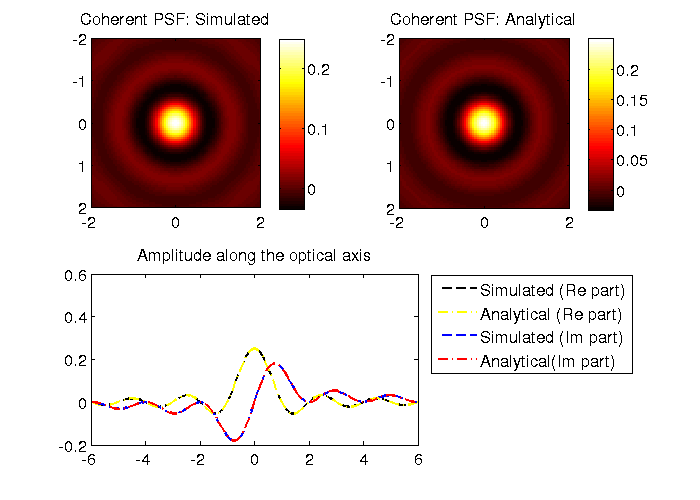 Coherent PSF: Simulated
Coherent PSF: Analytical
-2
-1
0
1
2
-2 0 2
0.2
0.1
0
-2
-1
0
1
2
-2 0 2
0.2
0.15
0.1
0.05
0
Amplitude along the optical axis
0.6
0.4
0.2
0
-0.2
-6 -4 -2 0 2 4 6
Simulated (Re part)
Analytical (Re part)
Simulated (Im part)
Analytical(Im part)